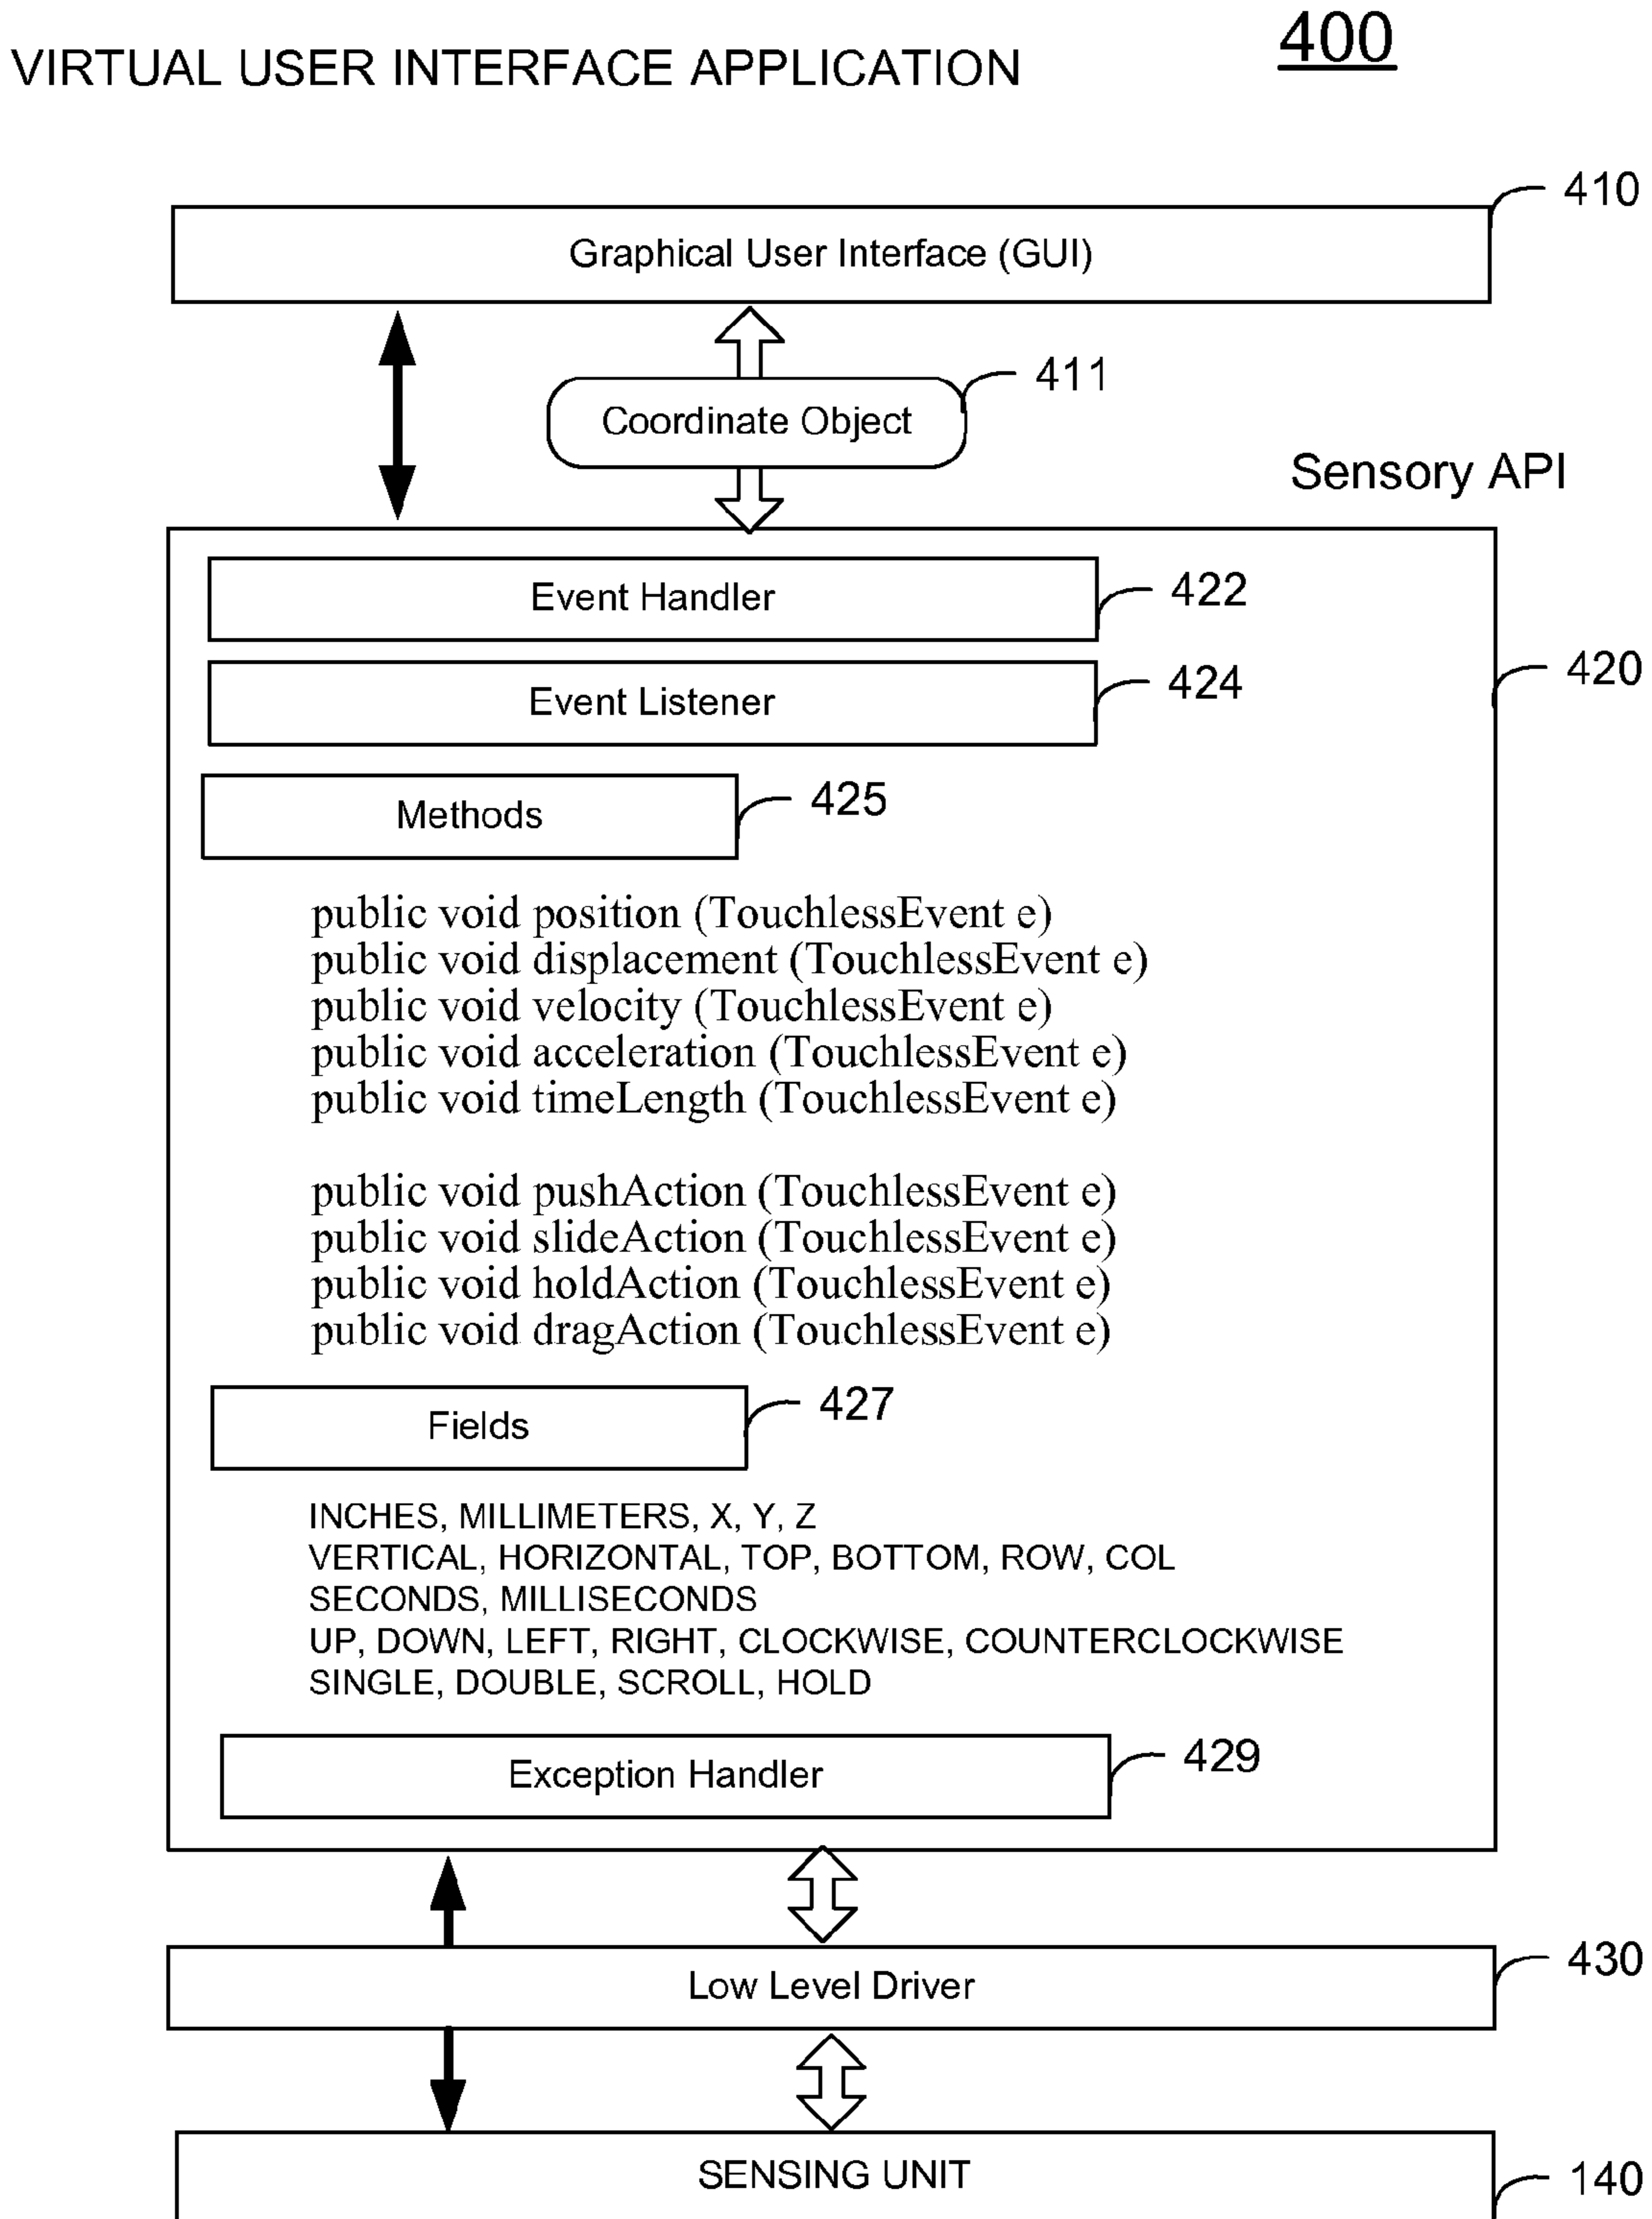 400
VIRTUAL USER INTERFACE APPLICATION
410
Graphical User Interface (GUI)
411
Coordinate Object
Sensory API
Event Handler
422
420
Event Listener
424
Methods
425
public void position (TouchlessEvent e)
public void displacement (TouchlessEvent e)
public void velocity (TouchlessEvent e)
public void acceleration (TouchlessEvent e)
public void timeLength (TouchlessEvent e)
public void pushAction (TouchlessEvent e)
public void slideAction (TouchlessEvent e)
public void holdAction (TouchlessEvent e)
public void dragAction (TouchlessEvent e)
Fields
427
INCHES, MILLIMETERS, X, Y, Z
VERTICAL, HORIZONTAL, TOP, BOTTOM, ROW, COL
SECONDS, MILLISECONDS
UP, DOWN, LEFT, RIGHT, CLOCKWISE, COUNTERCLOCKWISE
SINGLE, DOUBLE, SCROLL, HOLD
Exception Handler
429
Low Level Driver
430
SENSING UNIT
140